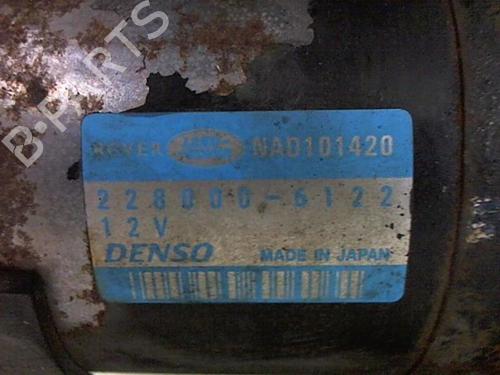 B-PARTS
ROVER NAD101420
228000-6122
12V
DENSO MADE IN JAPAN